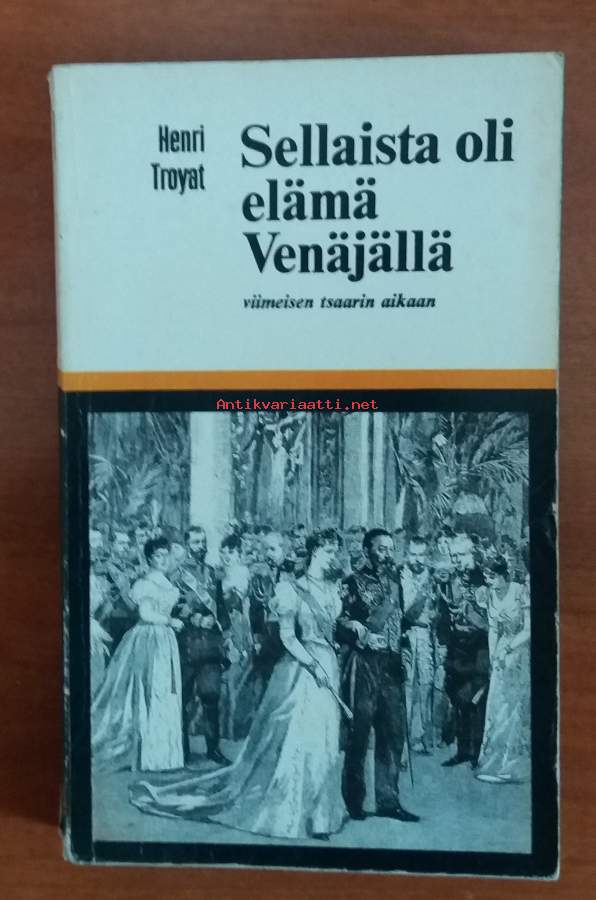 Henri
Troyat
Sellaista oli
elämä
Venäjällä
viimeisen tsaarin aikaan
Antikvariaatti.net